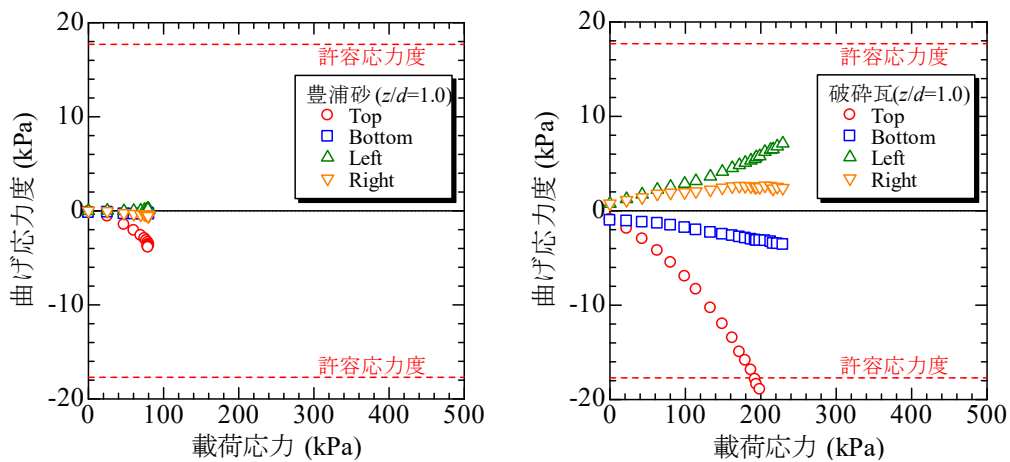 20
10
0
-10
-20
曲げ応力度 (kPa)
許容応力度
豊浦砂 (z/d=1.0)
Top
Bottom
Left
Right
許容応力度
0 100 200 300 400 500
載荷応力 (kPa)
20
10
0
-10
-20
曲げ応力度 (kPa)
許容応力度
破砕瓦(z/d=1.0)
Top
Bottom
Left
Right
許容応力度
0 100 200 300 400 500
載荷応力 (kPa)